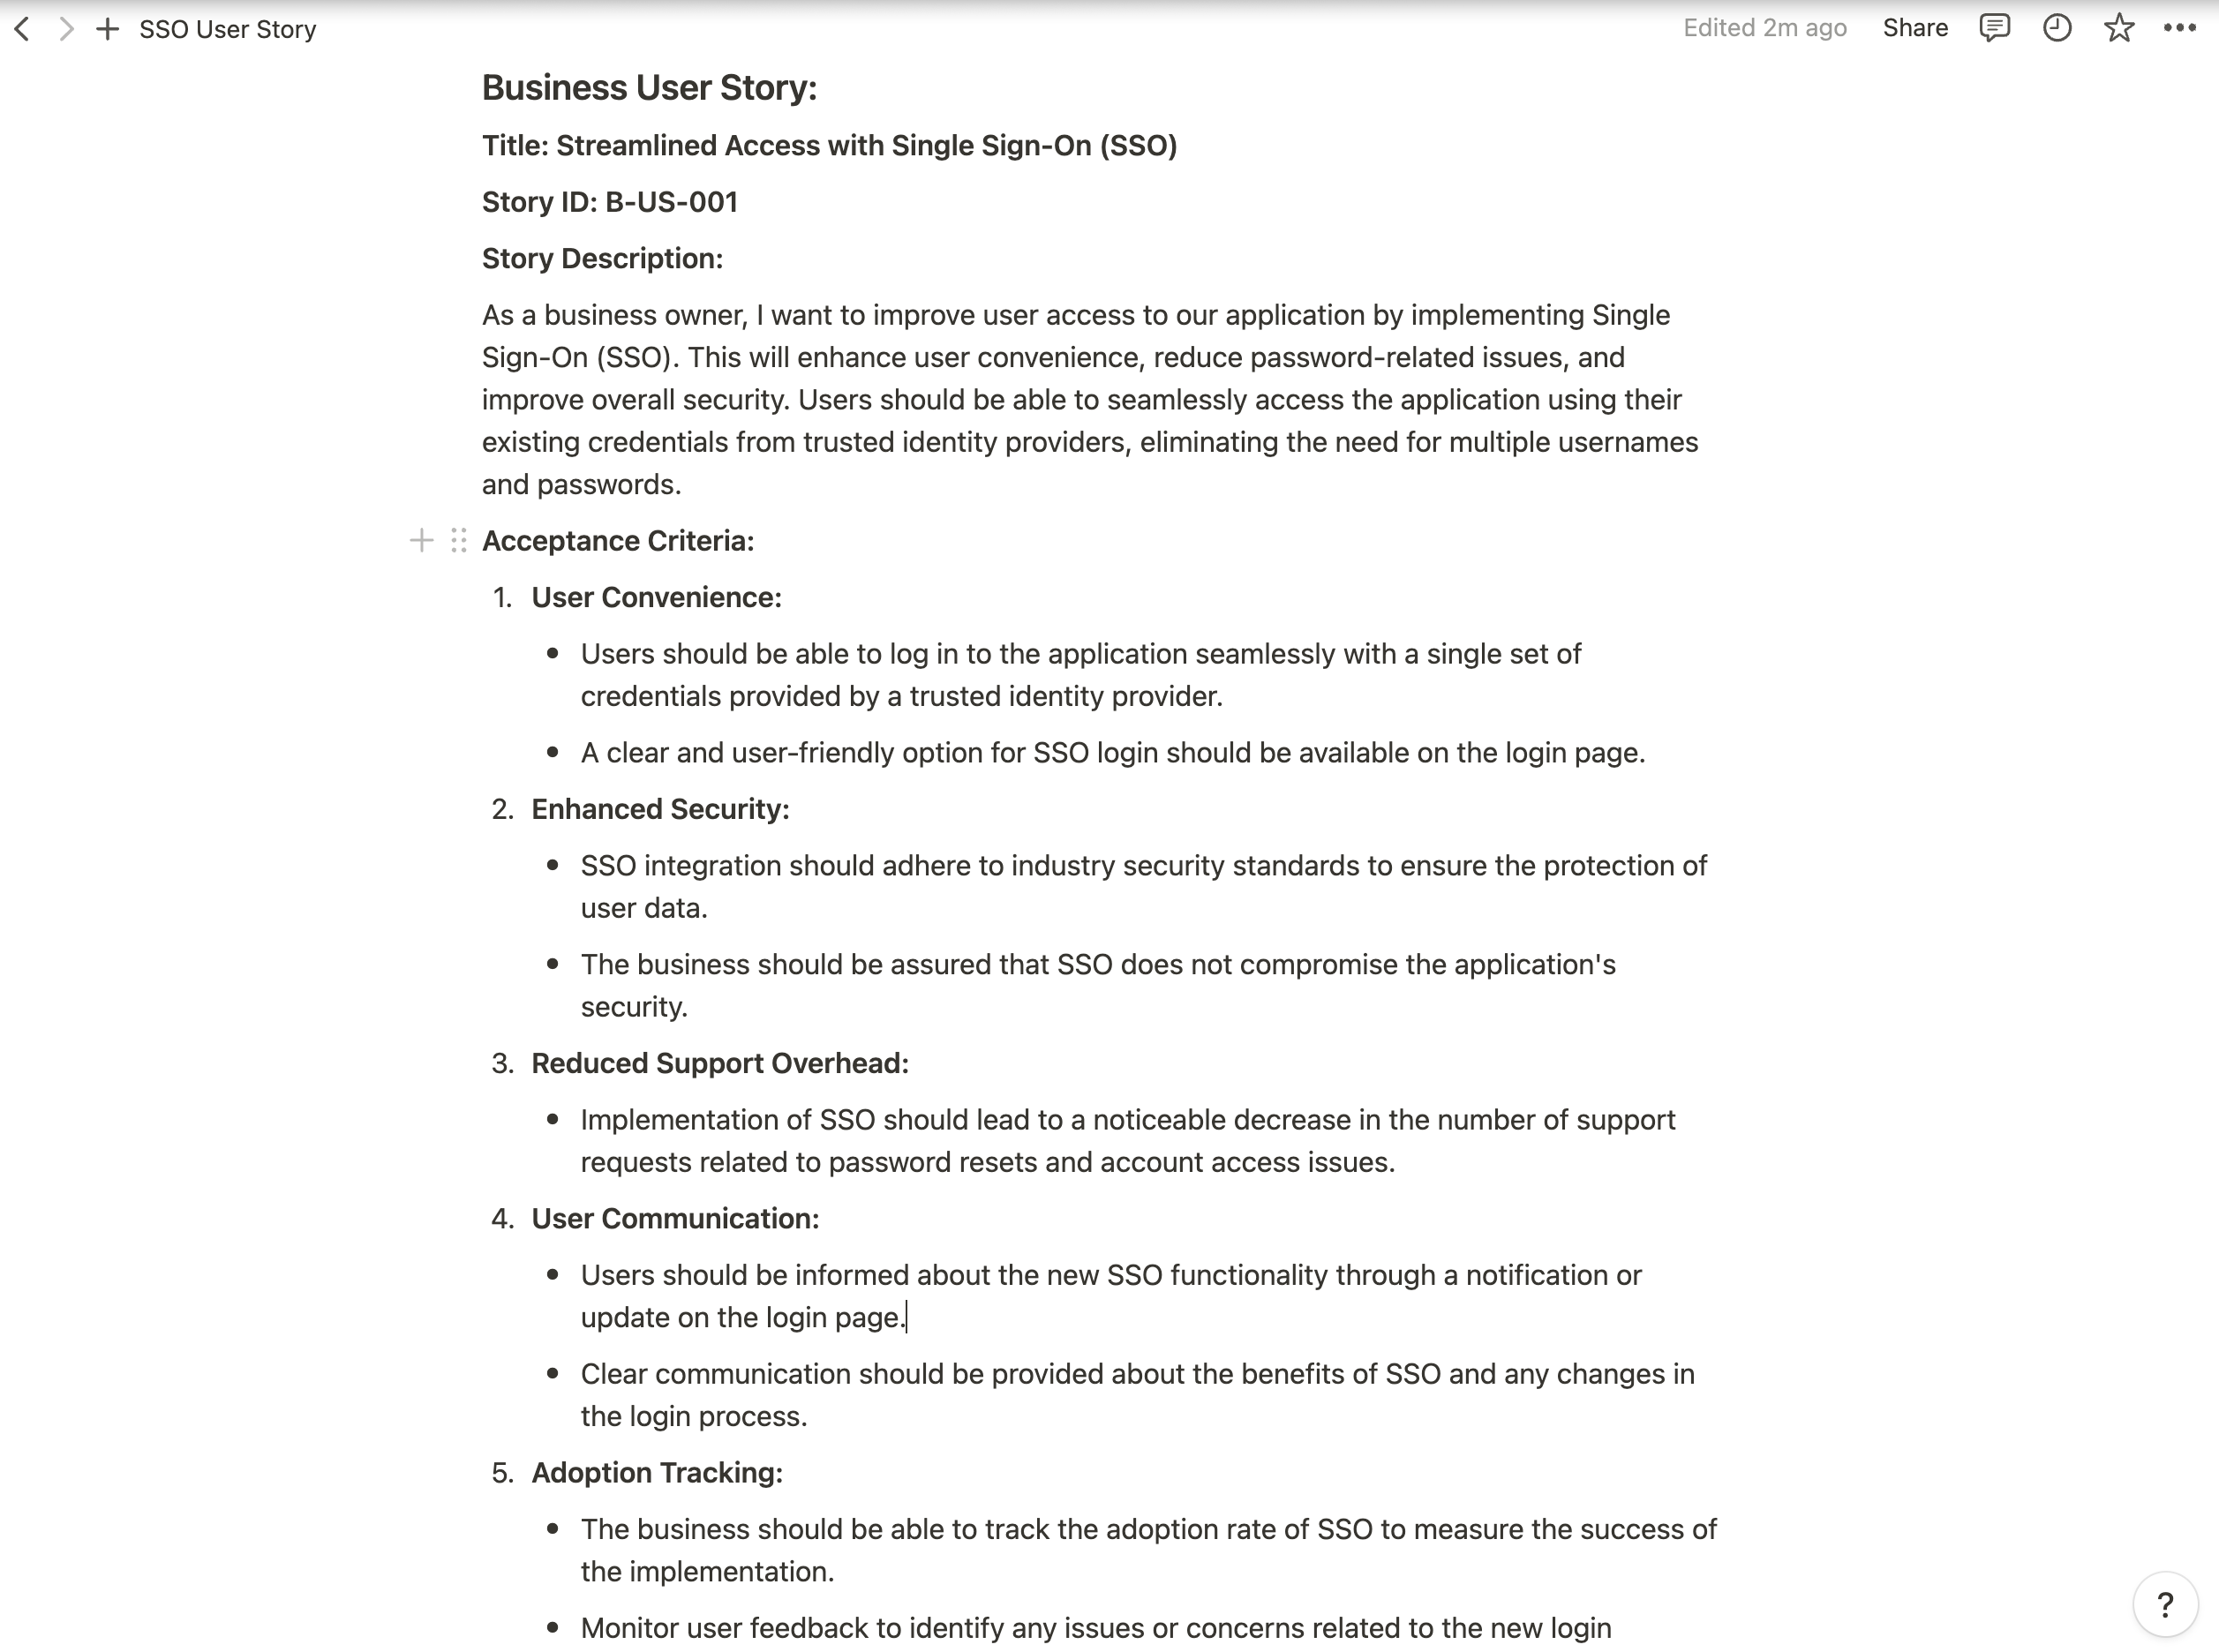 SSO User Story
Edited 2m ago
Share
Business User Story:
Title: Streamlined Access with Single Sign-On (SSO)
Story ID: B-US-001
Story Description:
As a business owner, I want to improve user access to our application by implementing Single
Sign-On (SSO). This will enhance user convenience, reduce password-related issues, and
improve overall security. Users should be able to seamlessly access the application using their
existing credentials from trusted identity providers, eliminating the need for multiple usernames
and passwords.
Acceptance Criteria:
1. User Convenience:
• Users should be able to log in to the application seamlessly with a single set of
credentials provided by a trusted identity provider.
• A clear and user-friendly option for SSO login should be available on the login page.
2. Enhanced Security:
• SSO integration should adhere to industry security standards to ensure the protection of
user data.
• The business should be assured that SSO does not compromise the application's
security.
3. Reduced Support Overhead:
• Implementation of SSO should lead to a noticeable decrease in the number of support
requests related to password resets and account access issues.
4. User Communication:
• Users should be informed about the new SSO functionality through a notification or
update on the login page.
• Clear communication should be provided about the benefits of SSO and any changes in
the login process.
5. Adoption Tracking:
• The business should be able to track the adoption rate of SSO to measure the success of
the implementation.
• Monitor user feedback to identify any issues or concerns related to the new login
?